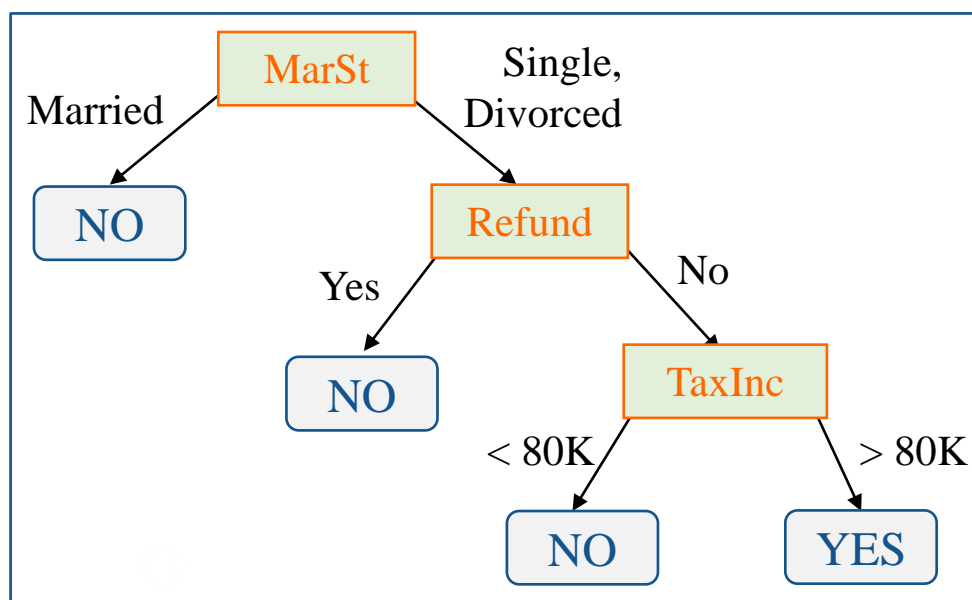 MarSt
Single,
Married
Divorced
NO
Refund
Yes
No
NO
TaxInc
< 80K
> 80K
NO
YES